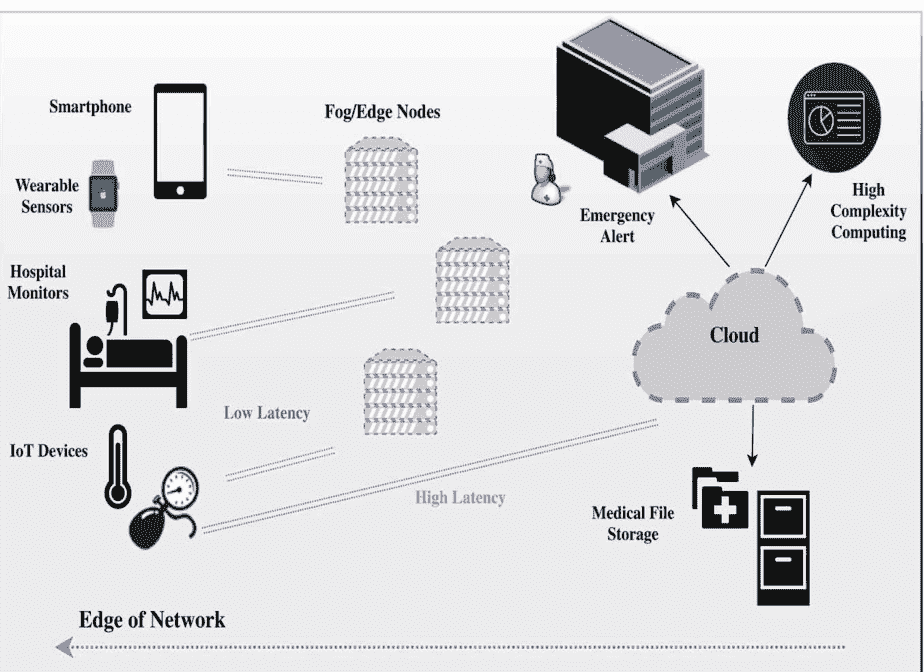 Smartphone
Fog/Edge Nodes
Wearable
Sensors
Emergency
Alert
High
Complexity
Computing
Hospital
Monitors
Cloud
Low Latency
IoT Devices
High Latency
Medical File
Storage
Edge of Network